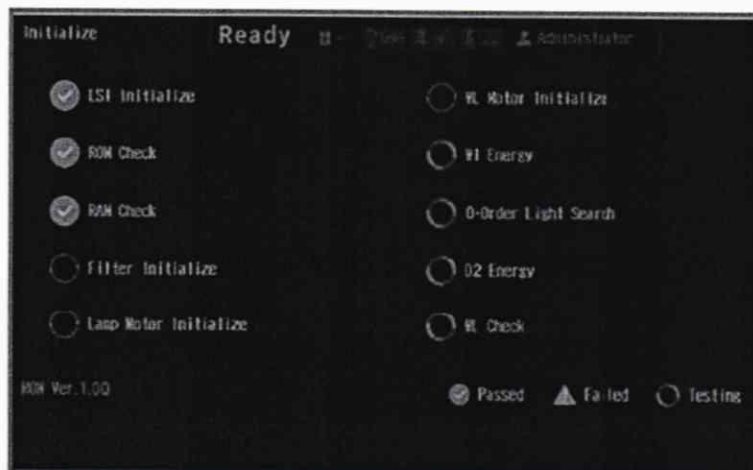 Initialize Ready Administrator
LSI Initialize
ROM Check
RAM Check
Filter Initialize
Lamp Motor Initialize
WL Motor Initialize
WI Energy
0-Order Light Search
D2 Energy
WL Check
ROM Ver.1.00
Passed Failed Testing